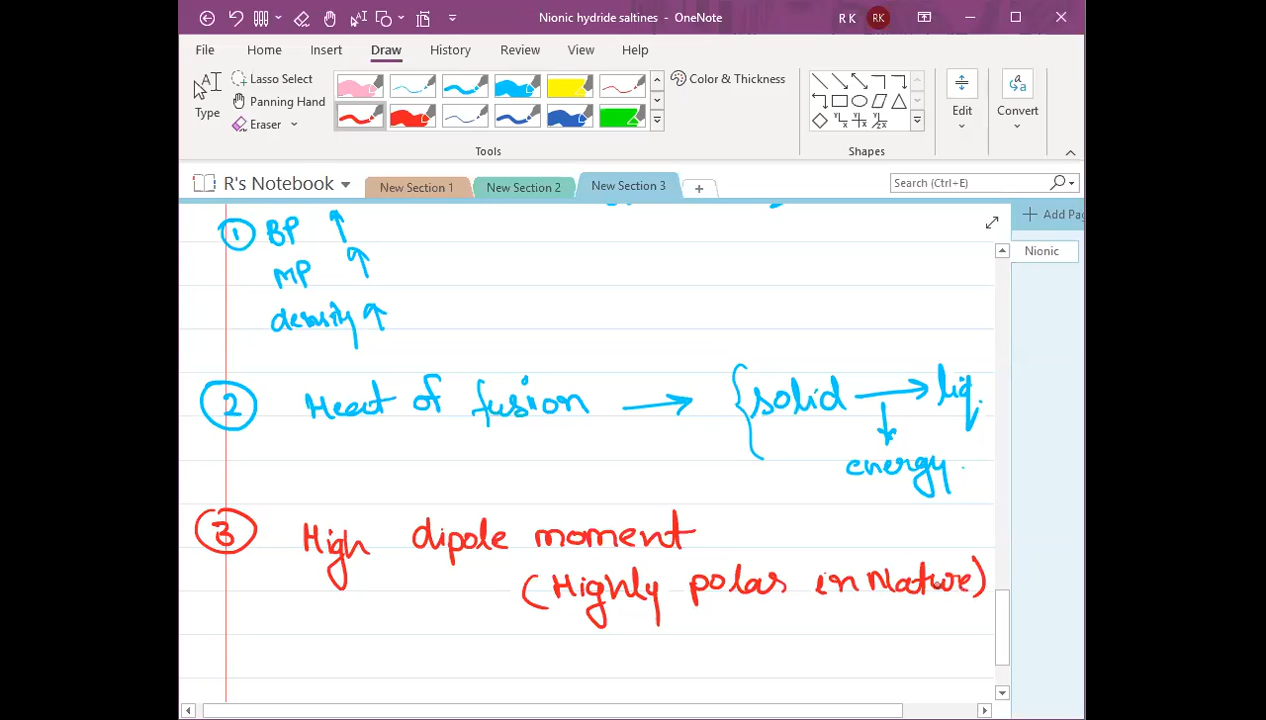 Nionic hydride saltines - OneNote
R K RK
File Home Insert Draw History Review View Help
Type
Lasso Select
Panning Hand
Eraser
Color & Thickness
Edit
Convert
Tools
Shapes
R's Notebook
New Section 1
New Section 2
New Section 3
Search (Ctrl+E)
Add Pag
Nionic
① BP ↑
MP ↑
density ↑
② Heat of fusion → { solid → liq.
↓
energy.
③ High dipole moment
(Highly polar in Nature)